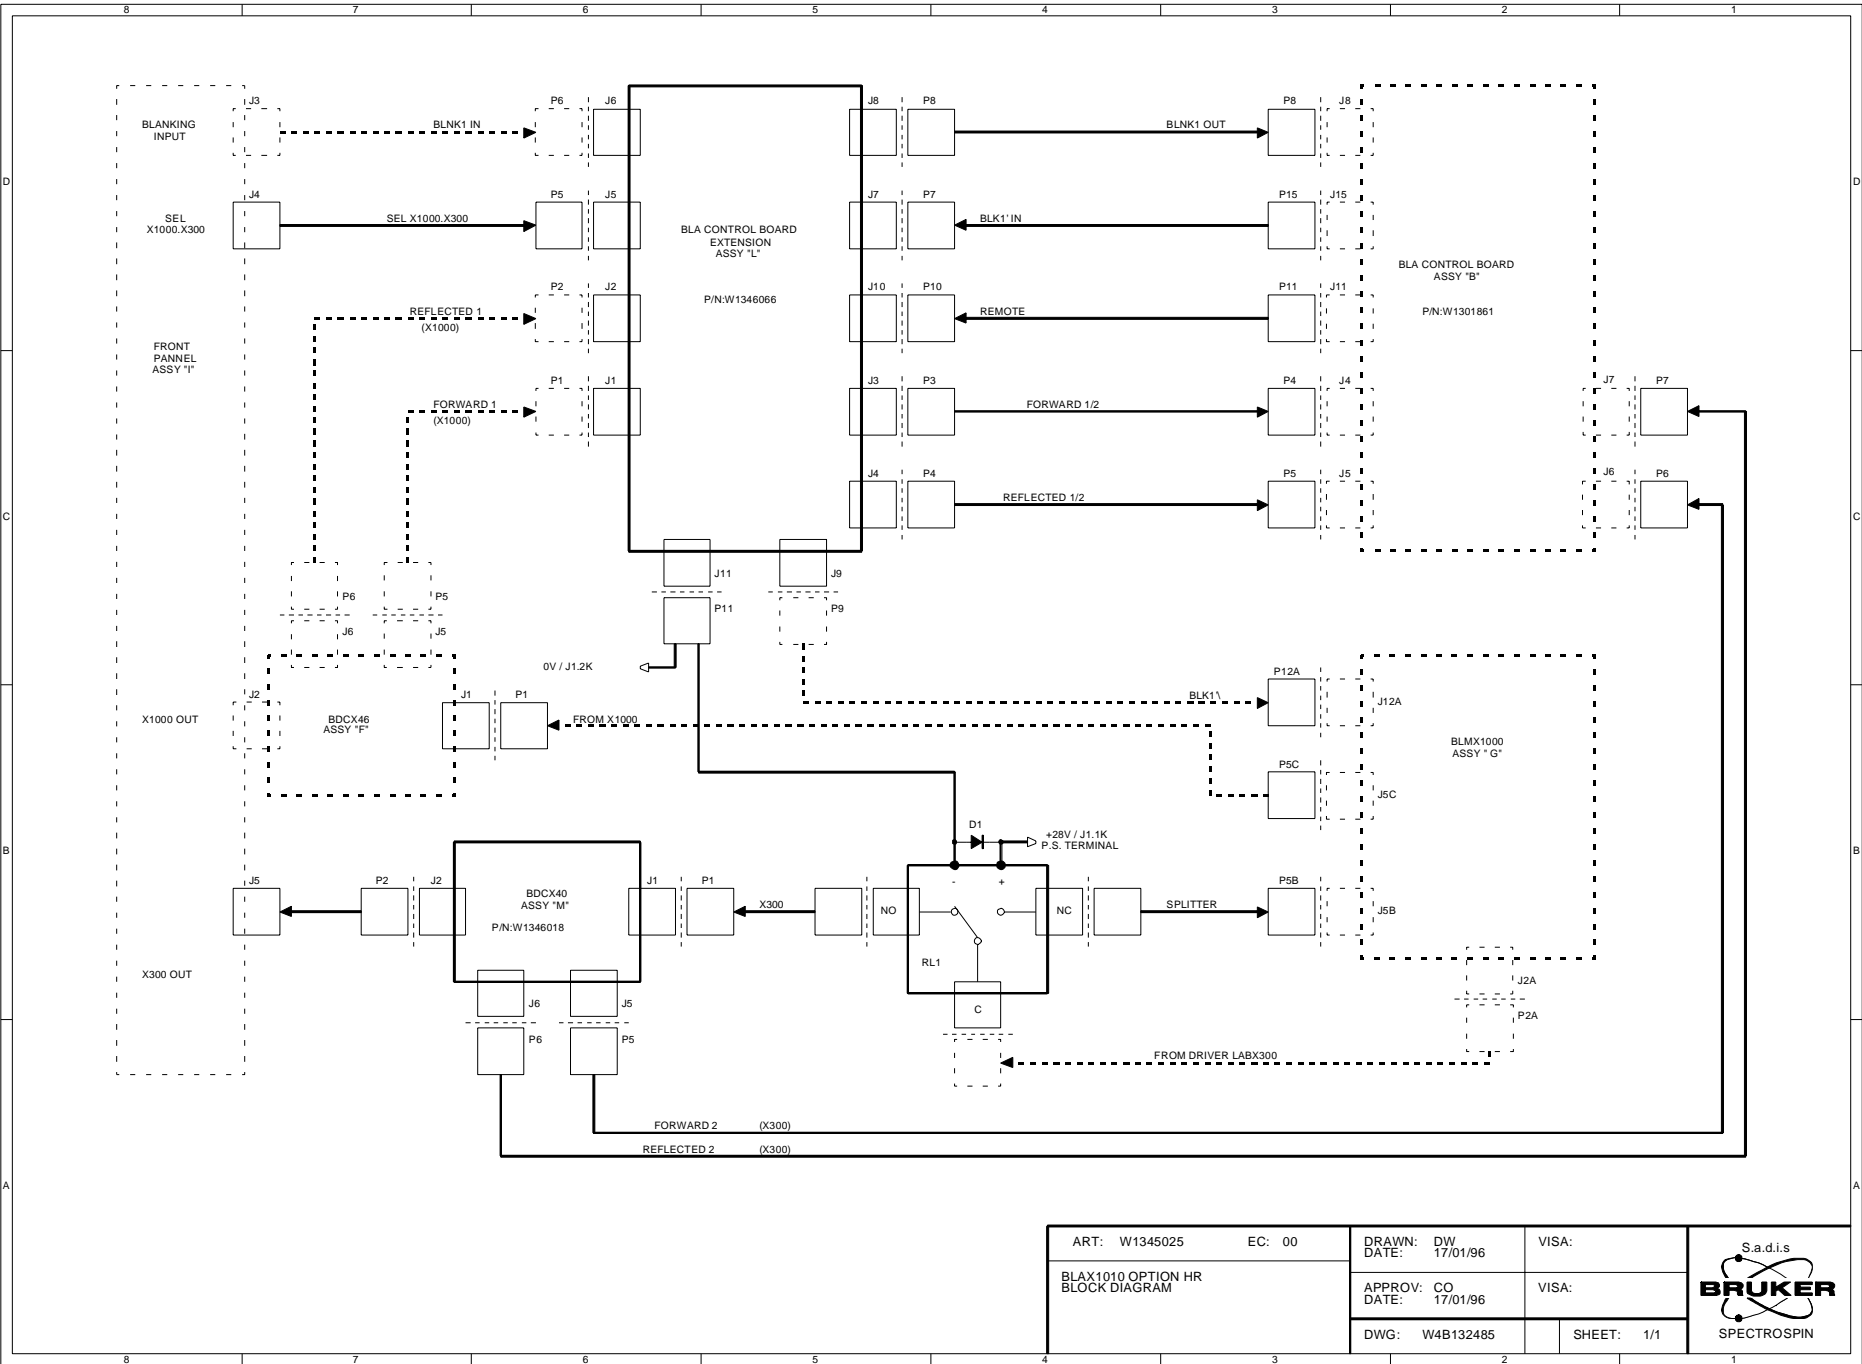 8 7 6 5 4 3 2 1
J3 P6 J6 J8 P8 P8 J8
BLANKING
INPUT
BLNK1 IN
BLNK1 OUT
D D
J4 P5 J5 J7 P7 P15 J15
SEL
X1000.X300
SEL X1000.X300
BLK1' IN
BLA CONTROL BOARD
EXTENSION
ASSY "L"
P/N:W1346066
BLA CONTROL BOARD
ASSY "B"
P/N:W1301861
P2 J2 J10 P10 P11 J11
REFLECTED 1
(X1000)
REMOTE
FRONT
PANNEL
ASSY "I"
P1 J1 J3 P3 P4 J4 J7 P7
FORWARD 1
(X1000)
FORWARD 1/2
J4 P4 P5 J5 J6 P6
REFLECTED 1/2
C C
J11 J9
P11 P9
P6 P5
J6 J5
0V / J1.2K
J2 J1 P1 P12A
BLK1\
J12A
X1000 OUT
BDCX46
ASSY "F"
FROM X1000
BLMX1000
ASSY " G"
P5C
J5C
D1
+28V / J1.1K
P.S. TERMINAL
B B
J5 P2 J2 J1 P1 P5B
BDCX40
ASSY "M"
P/N:W1346018
X300
NO
- +
NC
SPLITTER
J5B
RL1
X300 OUT
J6 J5
C
J2A
P6 P5
P2A
FROM DRIVER LABX300
FORWARD 2 (X300)
REFLECTED 2 (X300)
A A
ART: W1345025 EC: 00
BLAX1010 OPTION HR
BLOCK DIAGRAM
DRAWN: DW
DATE: 17/01/96
VISA:
APPROV: CO
DATE: 17/01/96
VISA:
DWG: W4B132485
SHEET: 1/1
S.a.d.i.s
BRUKER
SPECTROSPIN
8 7 6 5 4 3 2 1